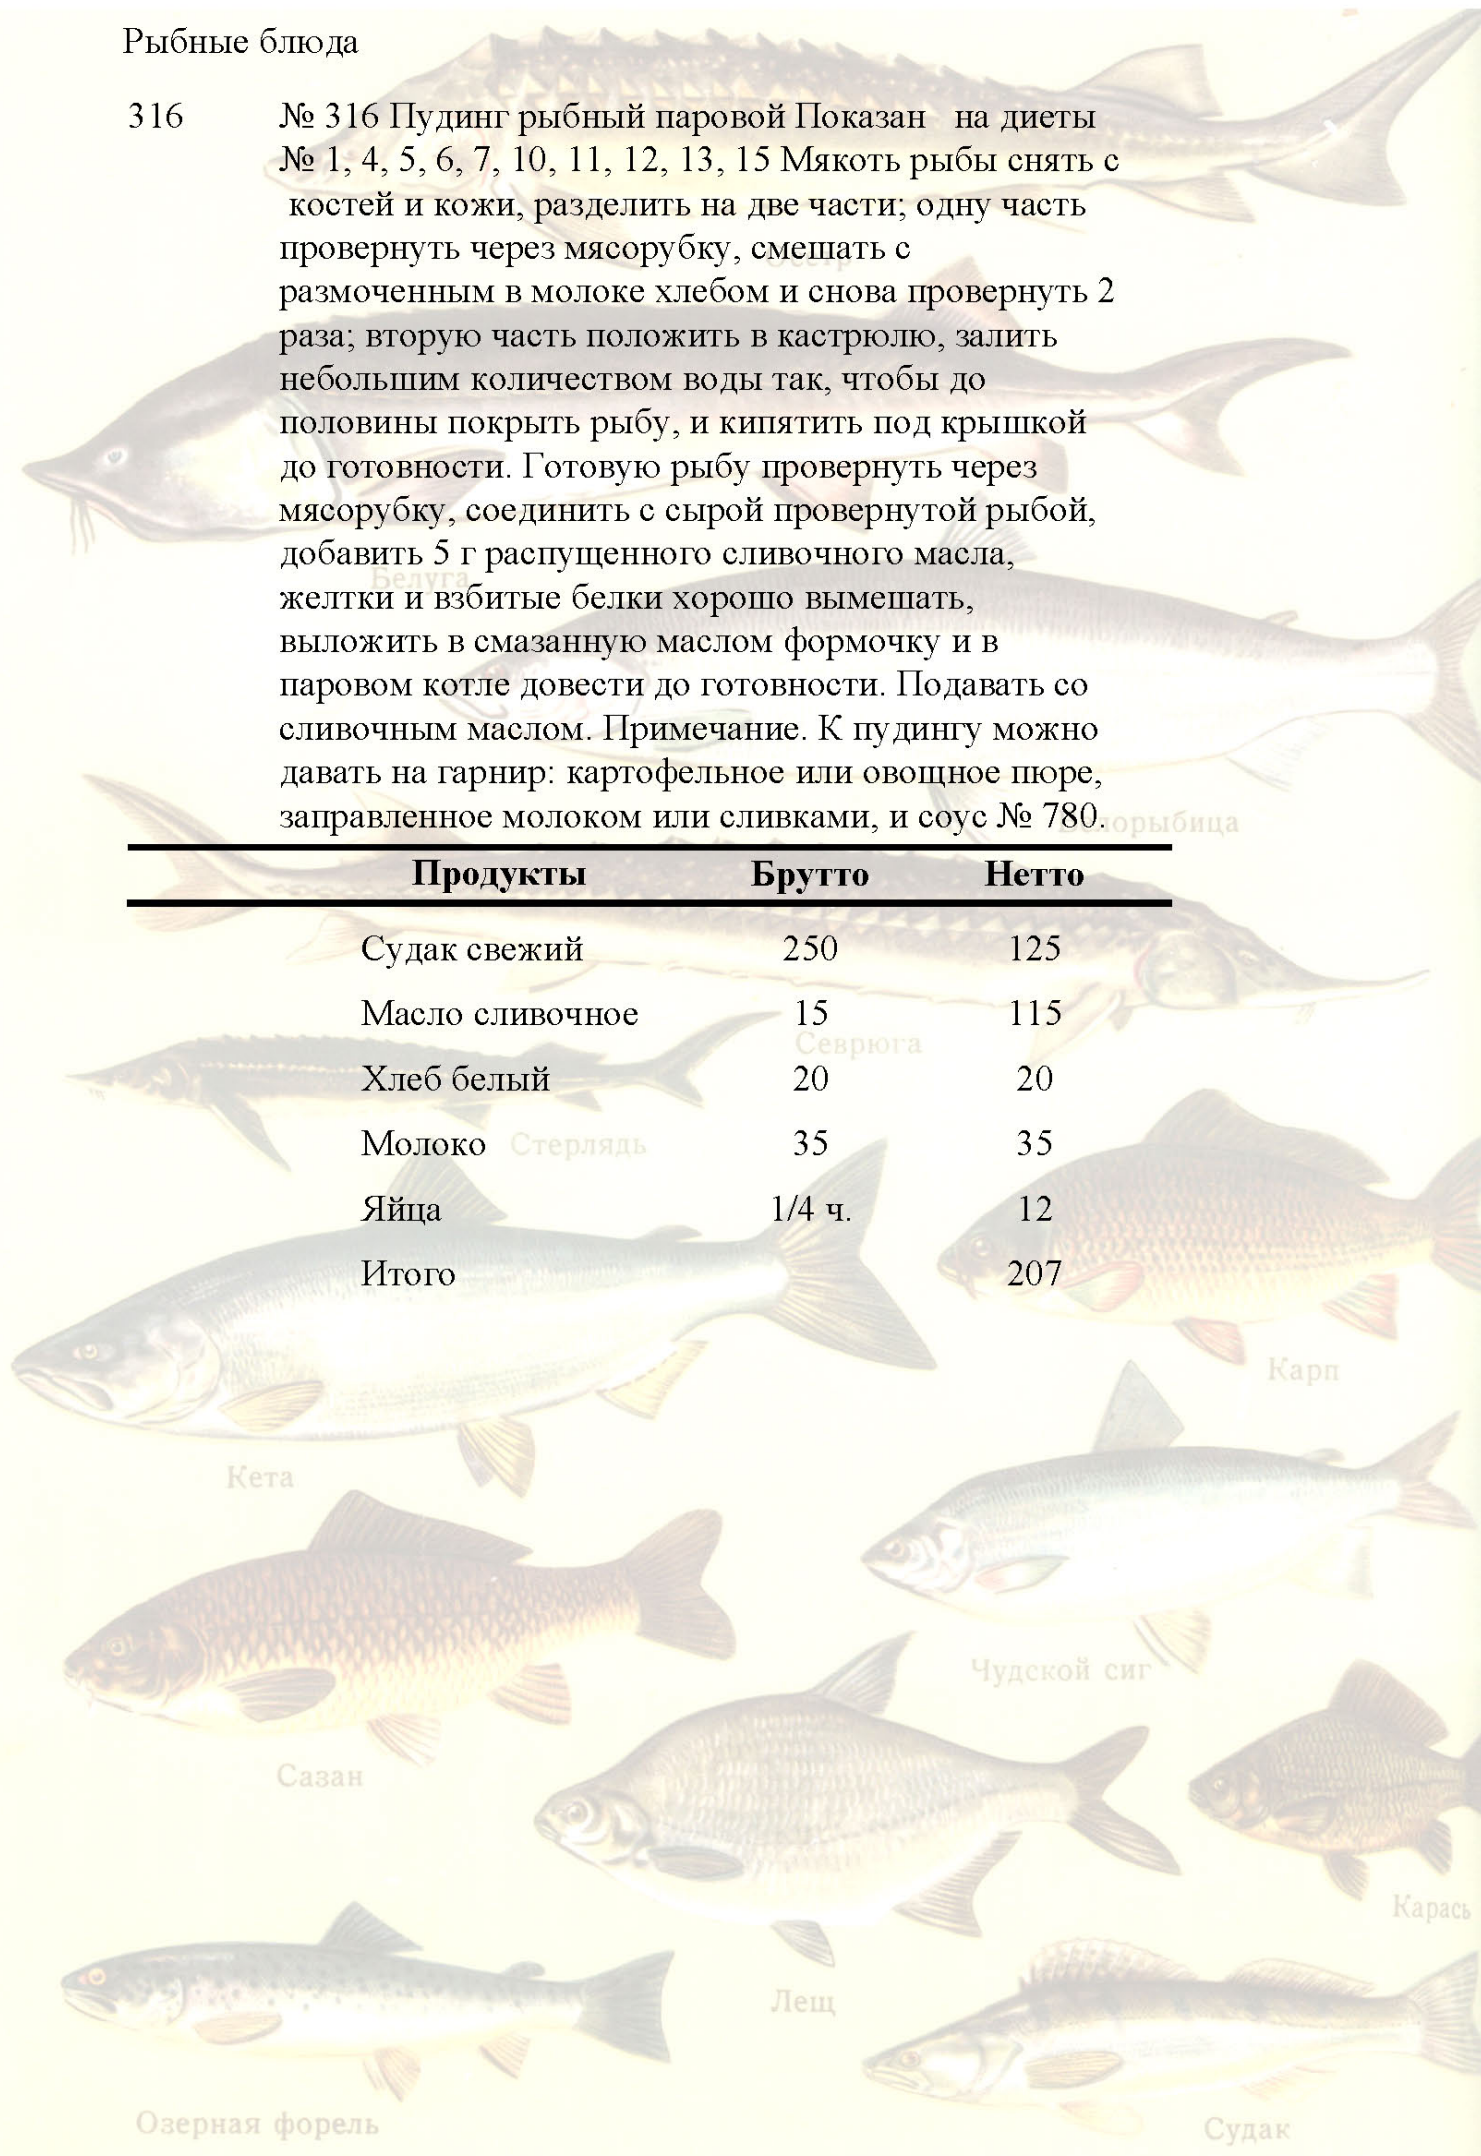 Рыбные блюда
316 № 316 Пудинг рыбный паровой Показан на диеты
№ 1, 4, 5, 6, 7, 10, 11, 12, 13, 15 Мякоть рыбы снять с
костей и кожи, разделить на две части; одну часть
провернуть через мясорубку, смешать с
размоченным в молоке хлебом и снова провернуть 2
раза; вторую часть положить в кастрюлю, залить
небольшим количеством воды так, чтобы до
половины покрыть рыбу, и кипятить под крышкой
до готовности. Готовую рыбу провернуть через
мясорубку, соединить с сырой провернутой рыбой,
добавить 5 г распущенного сливочного масла,
желтки и взбитые белки хорошо вымешать,
выложить в смазанную маслом формочку и в
паровом котле довести до готовности. Подавать со
сливочным маслом. Примечание. К пудингу можно
давать на гарнир: картофельное или овощное пюре,
заправленное молоком или сливками, и соус № 780.
Продукты Брутто Нетто
Судак свежий 250 125
Масло сливочное 15 115
Хлеб белый 20 20
Молоко 35 35
Яйца 1/4 ч. 12
Итого 207
Осетр
Белуга
Белорыбица
Севрюга
Стерлядь
Карп
Кета
Чудской сиг
Сазан
Карась
Лещ
Озерная форель
Судак